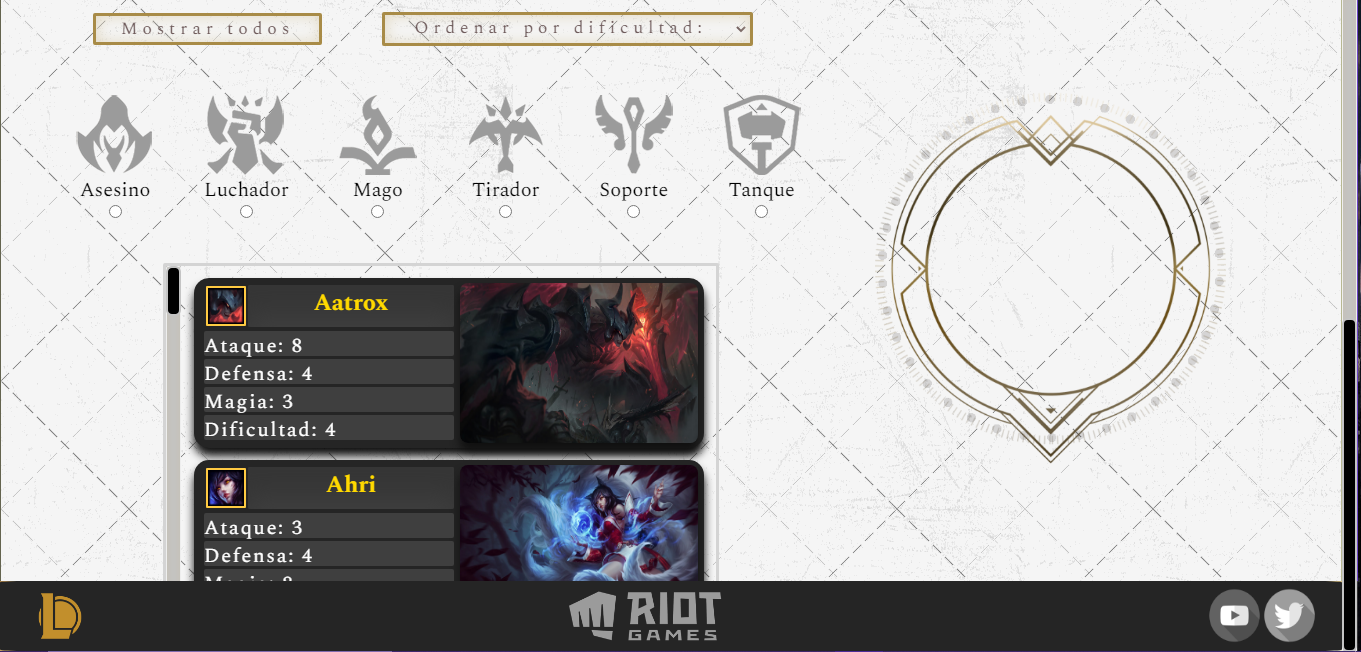 Mostrar todos
Ordenar por dificultad:
Asesino
Luchador
Mago
Tirador
Soporte
Tanque
Aatrox
Ataque: 8
Defensa: 4
Magia: 3
Dificultad: 4
Ahri
Ataque: 3
Defensa: 4
RIOT
GAMES